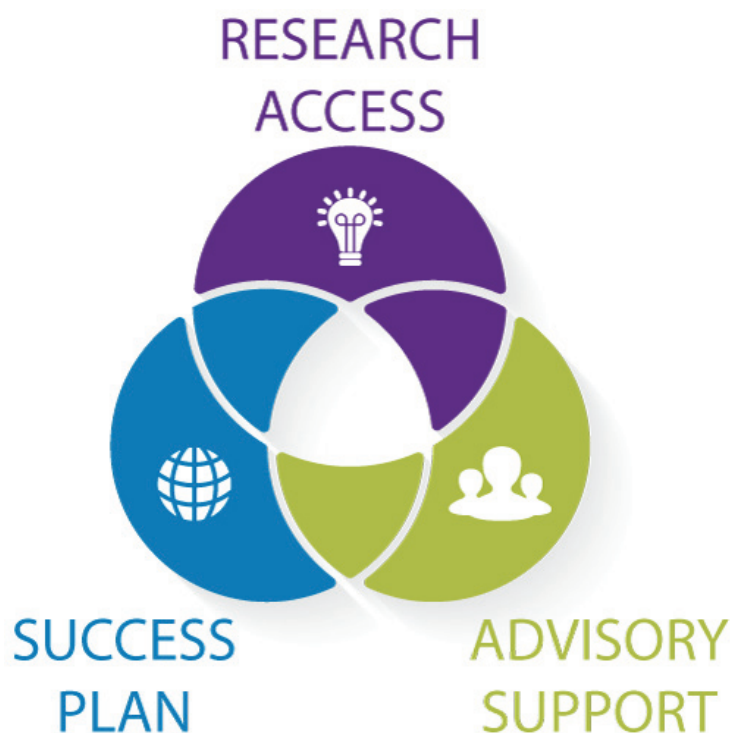 RESEARCH
ACCESS
SUCCESS
PLAN
ADVISORY
SUPPORT